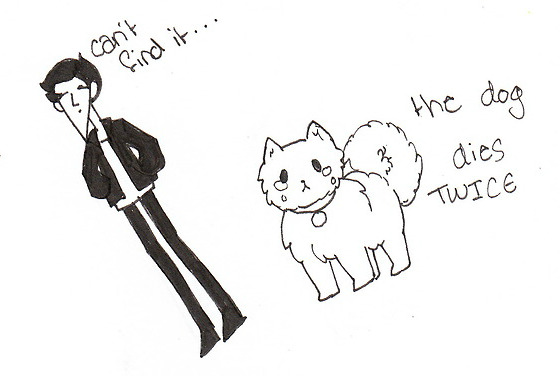 can't
find it...
the dog
dies
TWICE